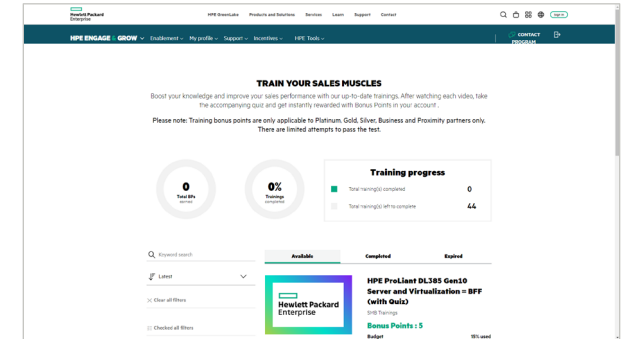 Hewlett Packard
Enterprise
HPE GreenLake Products and Solutions Services Learn Support Contact
Sign In
HPE ENGAGE & GROW Enablement My profile Support Incentives HPE Tools
CONTACT
PROGRAM
TRAIN YOUR SALES MUSCLES
Boost your knowledge and improve your sales performance with our up-to-date trainings. After watching each video, take
the accompanying quiz and get instantly rewarded with Bonus Points in your account .
Please note: Training bonus points are only applicable to Platinum, Gold, Silver, Business and Proximity partners only.
There are limited attempts to pass the test.
0
Total BPs
earned
0%
Trainings
completed
Training progress
Total training(s) completed 0
Total training(s) left to complete 44
Keyword search
Available Completed Expired
Latest
Clear all filters
Checked all filters
Hewlett Packard
Enterprise
HPE ProLiant DL385 Gen10
Server and Virtualization = BFF
(with Quiz)
SMB Trainings
Bonus Points : 5
Budget 15% used